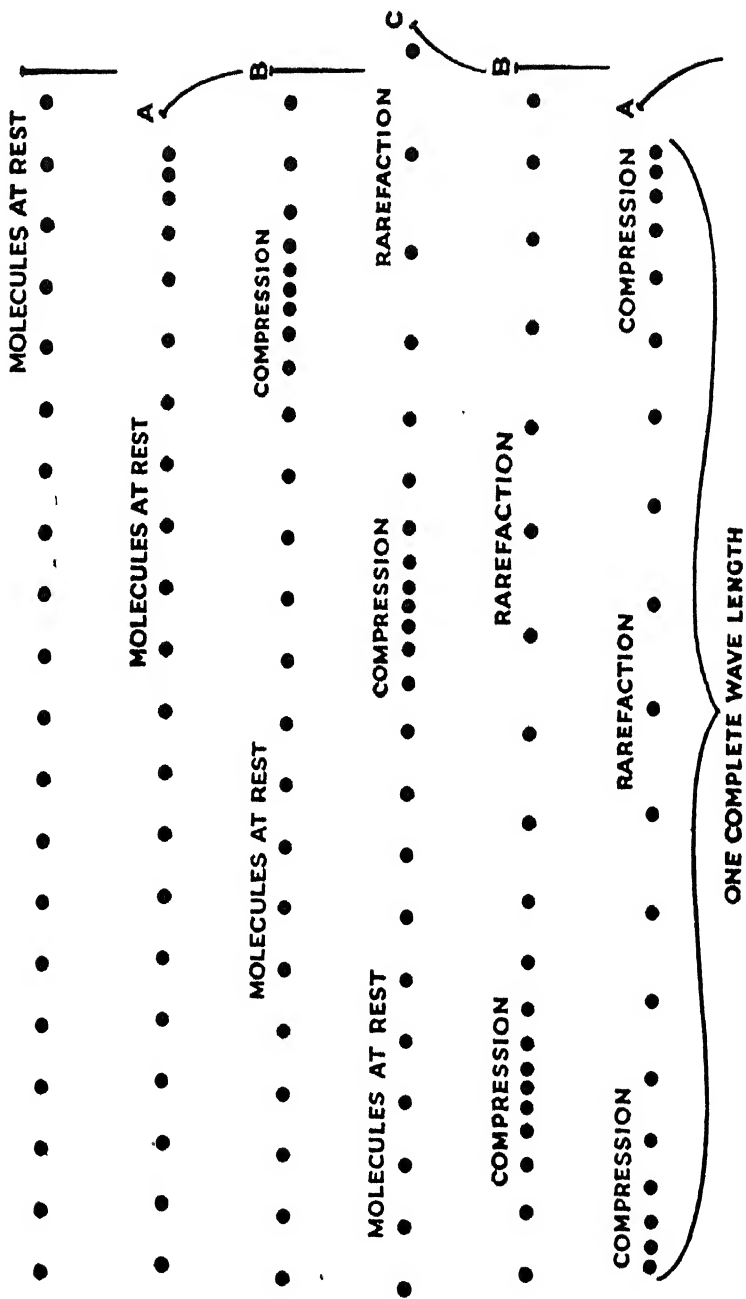 MOLECULES AT REST
MOLECULES AT REST A
MOLECULES AT REST COMPRESSION B
MOLECULES AT REST COMPRESSION RAREFACTION C
COMPRESSION RAREFACTION B
COMPRESSION RAREFACTION COMPRESSION A
ONE COMPLETE WAVE LENGTH